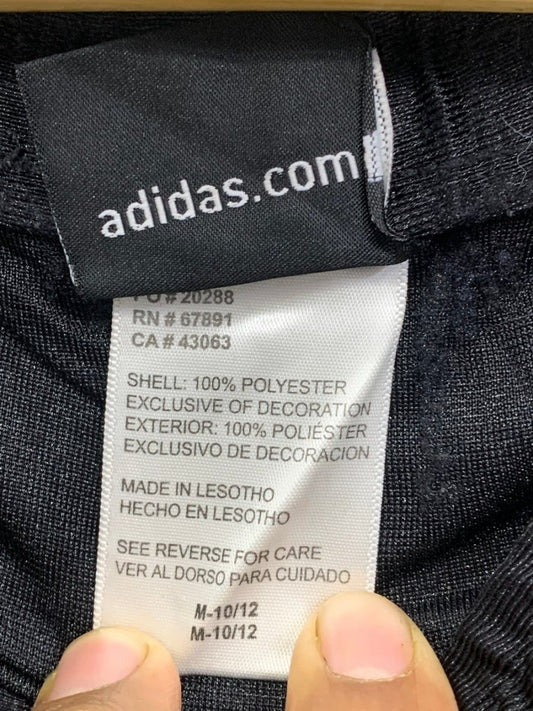 adidas.com
PO # 20288
RN # 67891
CA # 43063
SHELL: 100% POLYESTER
EXCLUSIVE OF DECORATION
EXTERIOR: 100% POLIÉSTER
EXCLUSIVO DE DECORACION
MADE IN LESOTHO
HECHO EN LESOTHO
SEE REVERSE FOR CARE
VER AL DORSO PARA CUIDADO
M-10/12
M-10/12